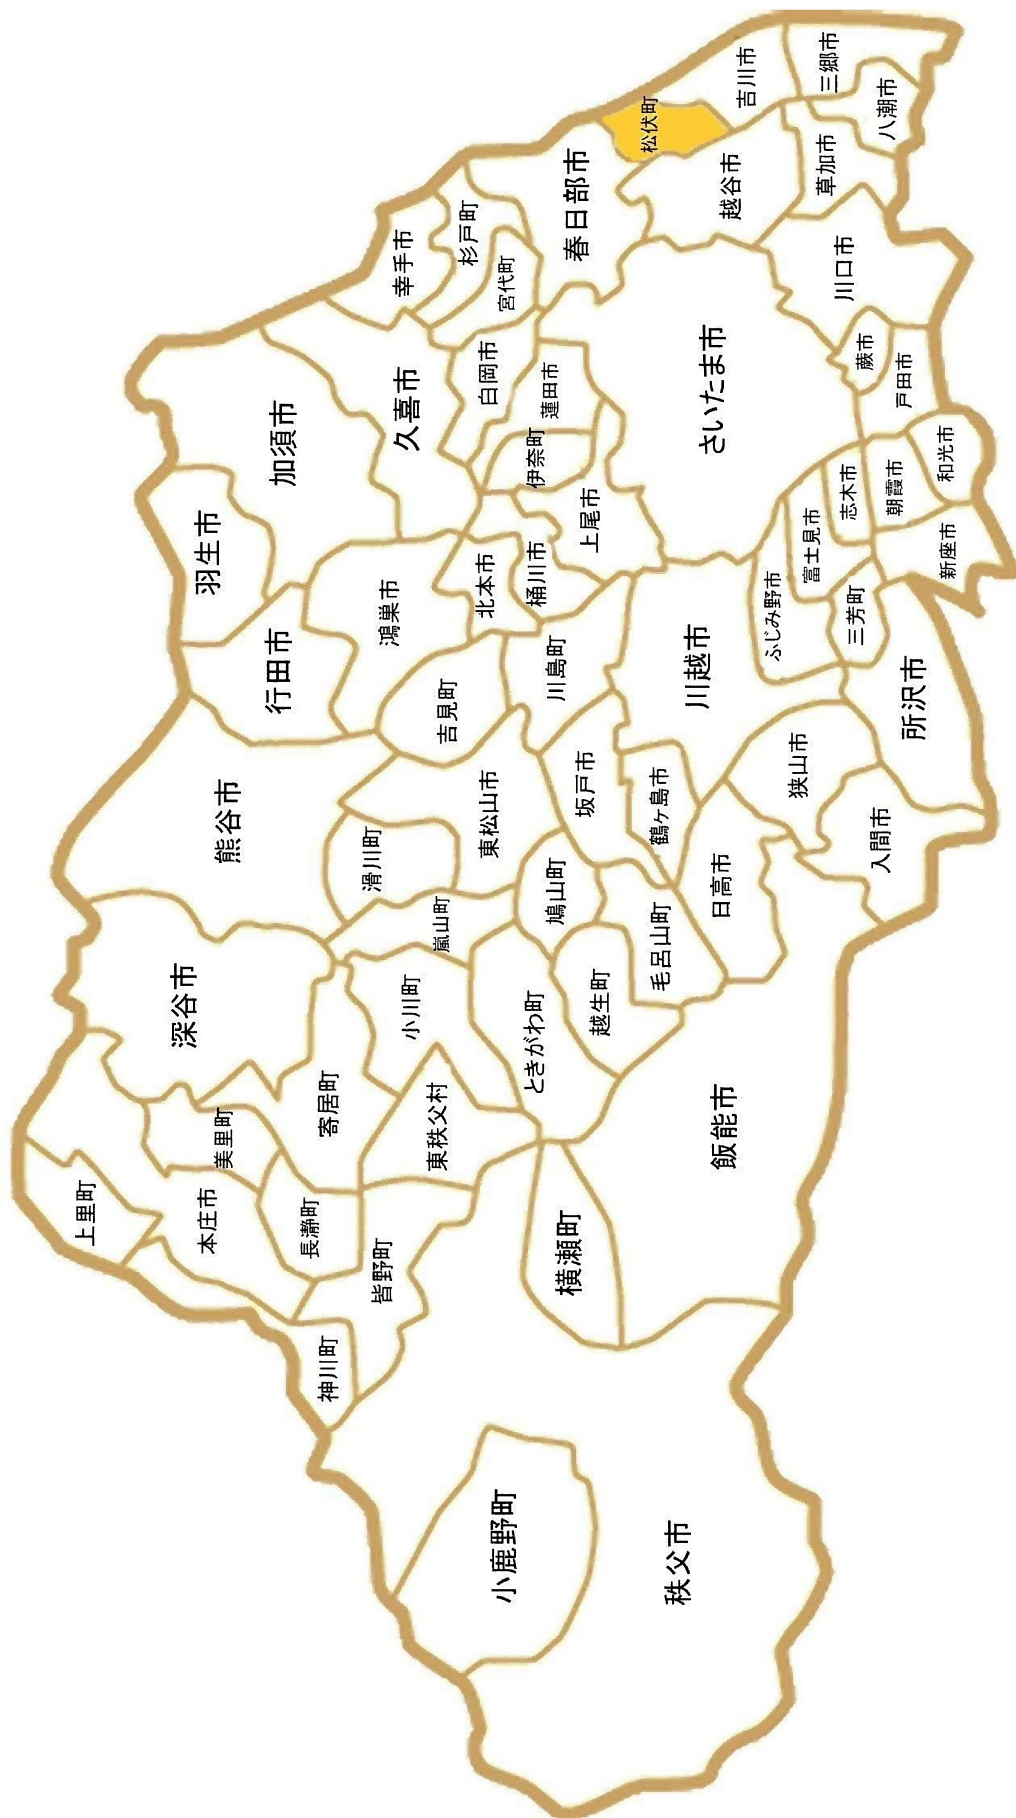 上里町
本庄市
美里町
神川町
長瀞町
皆野町
深谷市
寄居町
東秩父村
小川町
小鹿野町
秩父市
横瀬町
ときがわ町
越生町
飯能市
熊谷市
滑川町
嵐山町
東松山市
鳩山町
毛呂山町
坂戸市
鶴ヶ島市
日高市
狭山市
入間市
所沢市
行田市
羽生市
加須市
鴻巣市
吉見町
川島町
川越市
北本市
桶川市
上尾市
伊奈町
ふじみ野市
富士見市
三芳町
志木市
朝霞市
新座市
和光市
久喜市
幸手市
杉戸町
宮代町
白岡市
蓮田市
春日部市
さいたま市
蕨市
戸田市
川口市
松伏町
越谷市
吉川市
草加市
三郷市
八潮市